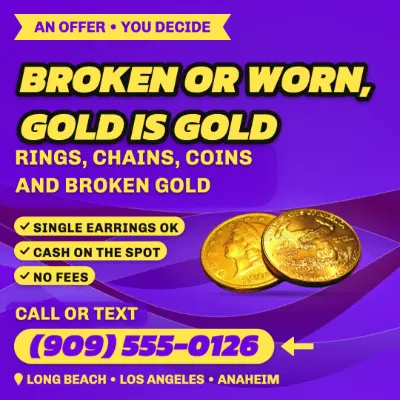 AN OFFER • YOU DECIDE
BROKEN OR WORN,
GOLD IS GOLD
RINGS, CHAINS, COINS
AND BROKEN GOLD
SINGLE EARRINGS OK
CASH ON THE SPOT
NO FEES
CALL OR TEXT
(909) 555-0126
LONG BEACH • LOS ANGELES • ANAHEIM